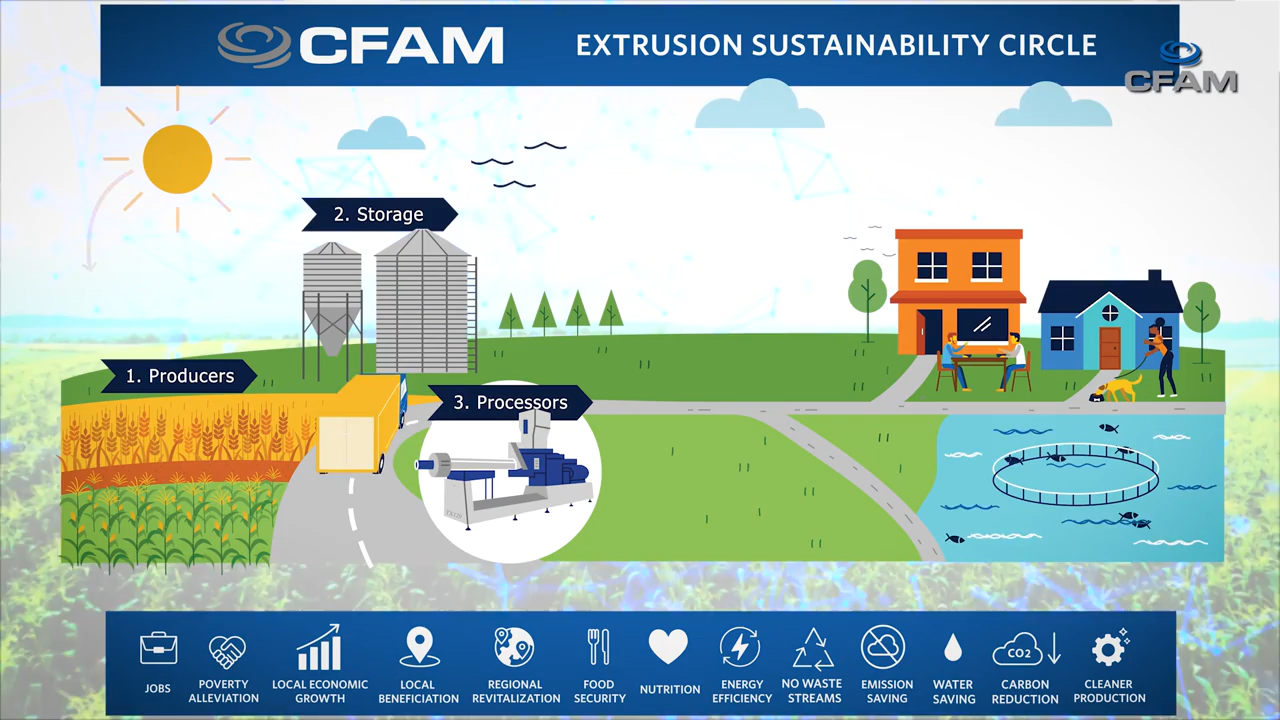 CFAM
EXTRUSION SUSTAINABILITY CIRCLE
CFAM
2. Storage
1. Producers
3. Processors
JOBS
POVERTY
ALLEVIATION
LOCAL ECONOMIC
GROWTH
LOCAL
BENEFICIATION
REGIONAL
REVITALIZATION
FOOD
SECURITY
NUTRITION
ENERGY
EFFICIENCY
NO WASTE
STREAMS
EMISSION
SAVING
WATER
SAVING
CO2
CARBON
REDUCTION
CLEANER
PRODUCTION